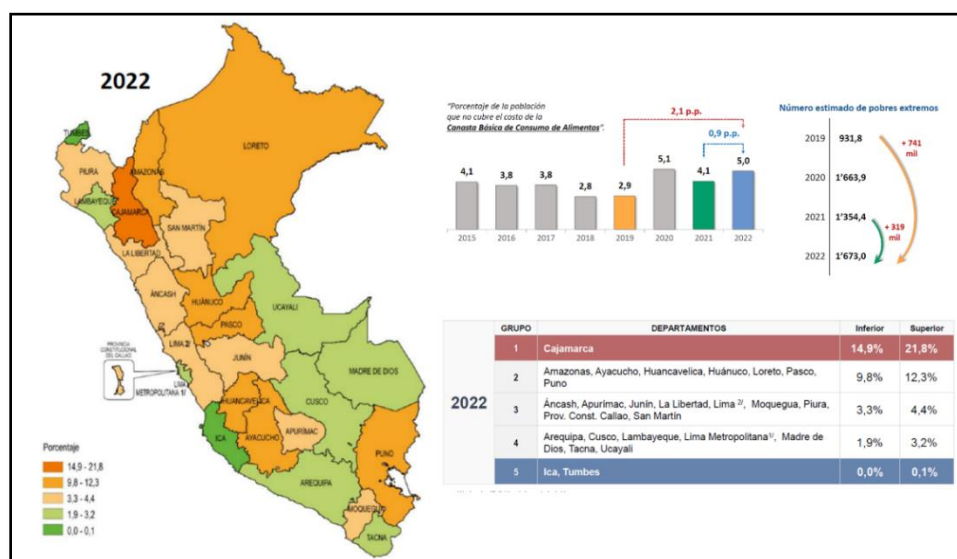 2022
TUMBES
PIURA
LAMBAYEQUE
CAJAMARCA
AMAZONAS
LORETO
SAN MARTÍN
LA LIBERTAD
ÁNCASH
HUÁNUCO
UCAYALI
PASCO
LIMA 2/
JUNÍN
PROVINCIA
CONSTITUCIONAL
DEL CALLAO
LIMA
METROPOLITANA 1/
MADRE DE DIOS
CUSCO
HUANCAVELICA
ICA
AYACUCHO
APURÍMAC
PUNO
AREQUIPA
MOQUEGUA
TACNA
Porcentaje
14,9 - 21,8
9,8 - 12,3
3,3 - 4,4
1,9 - 3,2
0,0 - 0,1
"Porcentaje de la población
que no cubre el costo de la
Canasta Básica de Consumo de Alimentos".
2,1 p.p.
0,9 p.p.
4,1 3,8 3,8 2,8 2,9 5,1 4,1 5,0
2015 2016 2017 2018 2019 2020 2021 2022
Número estimado de pobres extremos
2019 931,8
+ 741
mil
2020 1'663,9
2021 1'354,4
+ 319
mil
2022 1'673,0
2022
GRUPO DEPARTAMENTOS Inferior Superior
1 Cajamarca 14,9% 21,8%
2 Amazonas, Ayacucho, Huancavelica, Huánuco, Loreto, Pasco, 9,8% 12,3%
Puno
3 Áncash, Apurímac, Junín, La Libertad, Lima 2/, Moquegua, Piura, 3,3% 4,4%
Prov. Const. Callao, San Martín
4 Arequipa, Cusco, Lambayeque, Lima Metropolitana1/, Madre de 1,9% 3,2%
Dios, Tacna, Ucayali
5 Ica, Tumbes 0,0% 0,1%